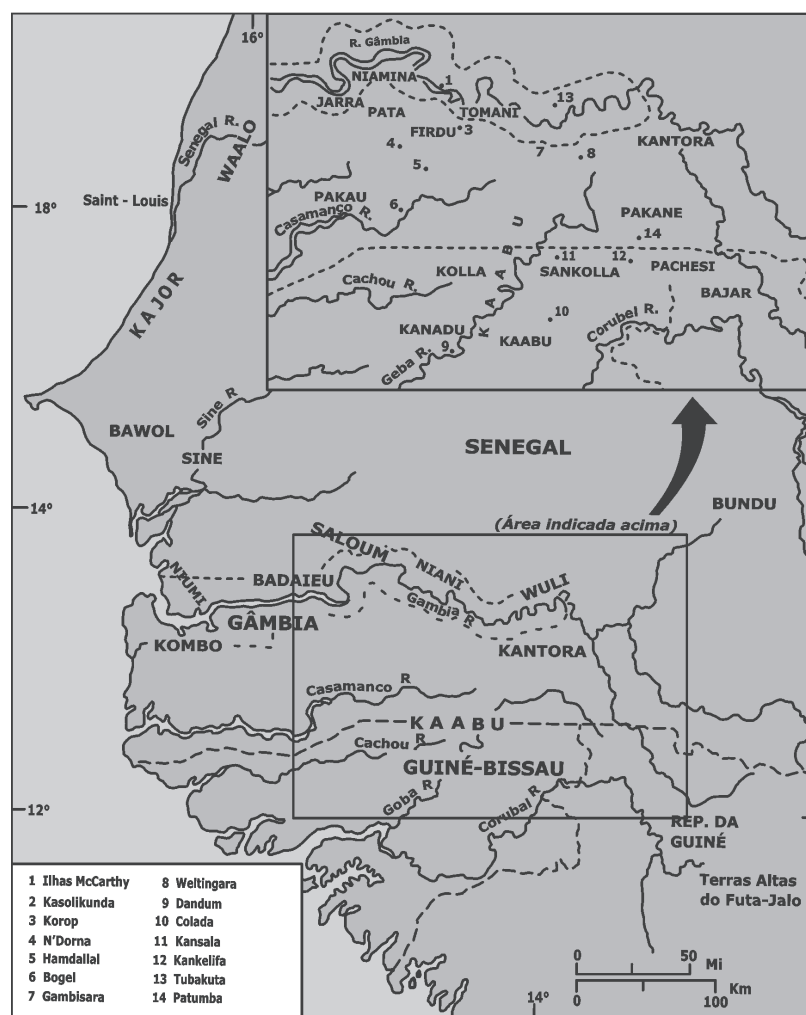 16°
R. Gâmbia
NIAMINA
1
13
JARRA
TOMANI
PATA
FIRDU
3
KANTORA
4
7
8
5
Senegal R.
WAALO
18°
Saint - Louis
PAKAU
6
Casamanço R.
PAKANE
14
KAABU
11
12
KOLLA
SANKOLLA
PACHESI
Cachou R.
BAJAR
KAJOR
10
KANADU
KAABU
Corubel R.
9
Geba R.
Sine R
BAWOL
SINE
SENEGAL
BUNDU
14°
(Área indicada acima)
SALOUM
NIANI
WULI
NIUMI
BADAIEU
Gambia R
GÂMBIA
KOMBO
KANTORA
Casamanco R
KAABU
Cachou R
GUINÉ-BISSAU
Goba R
Corubal R
12°
REP. DA
GUINÉ
Terras Altas
do Futa-Jalo
1 Ilhas McCarthy
2 Kasolikunda
3 Korop
4 N'Dorna
5 Hamdallal
6 Bogel
7 Gambisara
8 Weltingara
9 Dandum
10 Colada
11 Kansala
12 Kankelifa
13 Tubakuta
14 Patumba
0 50
Mi
Km
0 100
14°